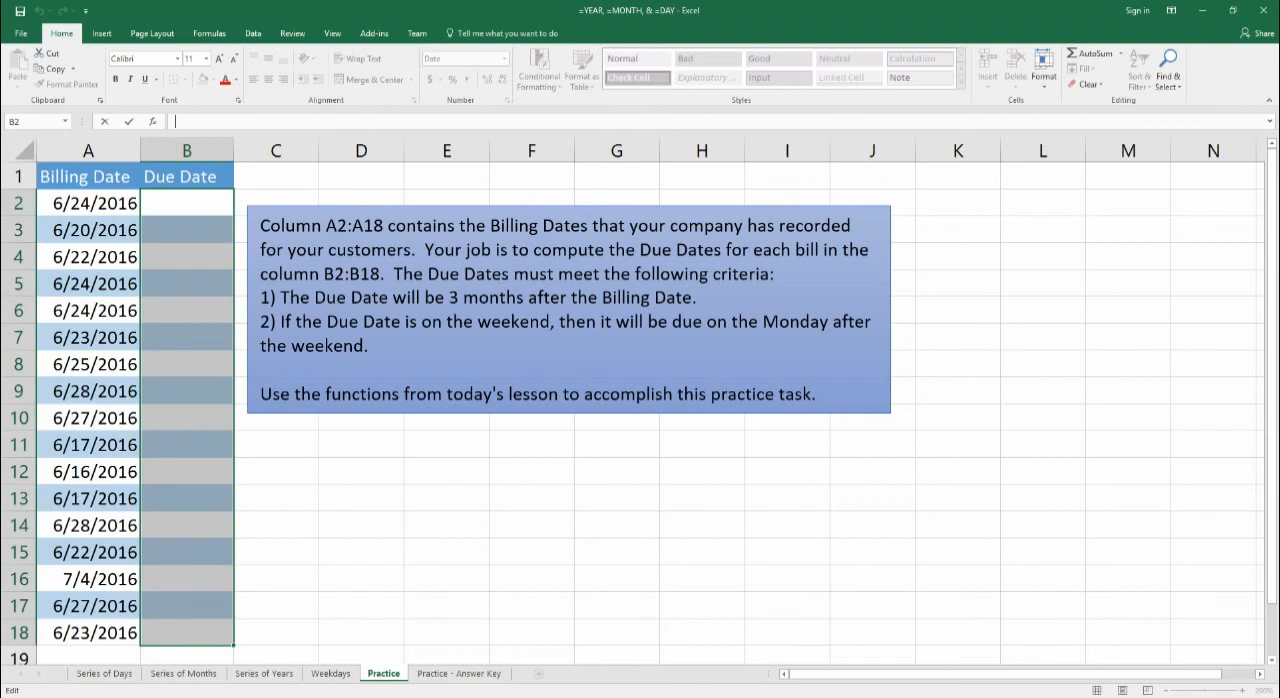 =YEAR, =MONTH, & =DAY - Excel
Sign in
File Home Insert Page Layout Formulas Data Review View Add-ins Team Tell me what you want to do Share
Paste Cut Copy Format Painter Clipboard
Calibri 11 B I U Font
Wrap Text Merge & Center Alignment
Date $ % Number
Conditional Formatting Format as Table
Normal Bad Good Neutral Calculation
Check Cell Explanatory ... Input Linked Cell Note
Styles
Insert Delete Format Cells
AutoSum Fill Clear Sort & Filter Find & Select Editing
B2 fx
A B C D E F G H I J K L M N
1 Billing Date Due Date
2 6/24/2016
3 6/20/2016
4 6/22/2016
5 6/24/2016
6 6/24/2016
7 6/23/2016
8 6/25/2016
9 6/28/2016
10 6/27/2016
11 6/17/2016
12 6/16/2016
13 6/17/2016
14 6/28/2016
15 6/22/2016
16 7/4/2016
17 6/27/2016
18 6/23/2016
19
Column A2:A18 contains the Billing Dates that your company has recorded
for your customers. Your job is to compute the Due Dates for each bill in the
column B2:B18. The Due Dates must meet the following criteria:
1) The Due Date will be 3 months after the Billing Date.
2) If the Due Date is on the weekend, then it will be due on the Monday after
the weekend.
Use the functions from today's lesson to accomplish this practice task.
Series of Days Series of Months Series of Years Weekdays Practice Practice - Answer Key
Edit
200%